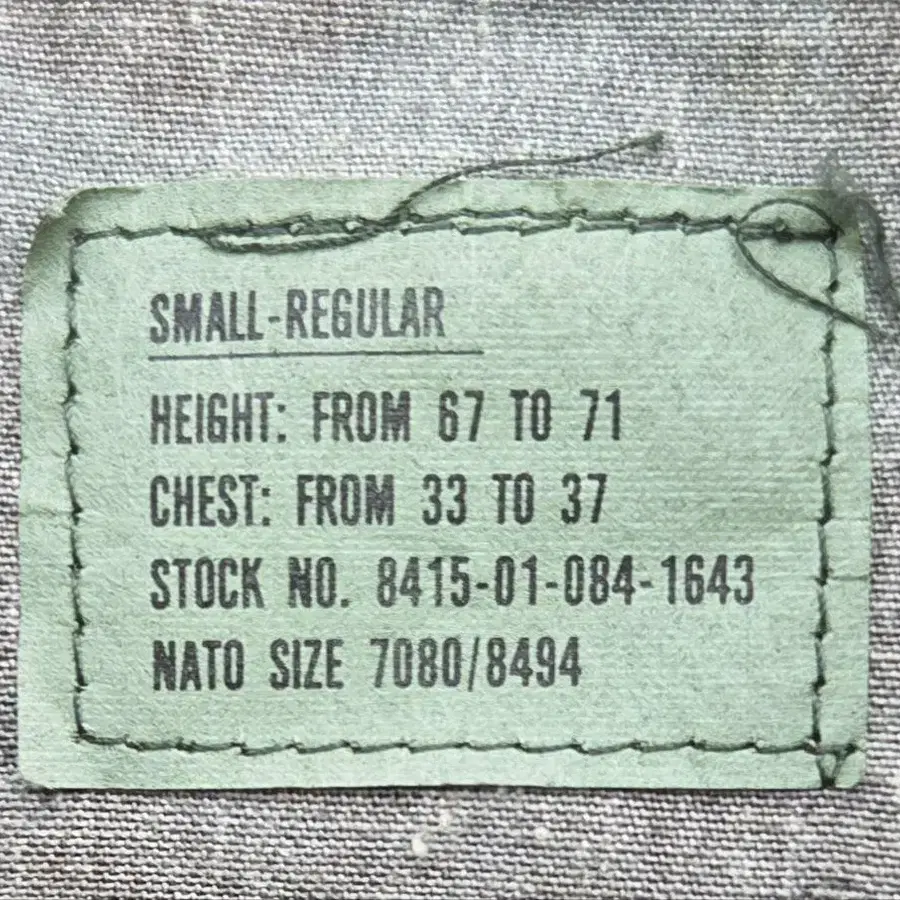 SMALL-REGULAR
HEIGHT: FROM 67 TO 71
CHEST: FROM 33 TO 37
STOCK NO. 8415-01-084-1643
NATO SIZE 7080/8494